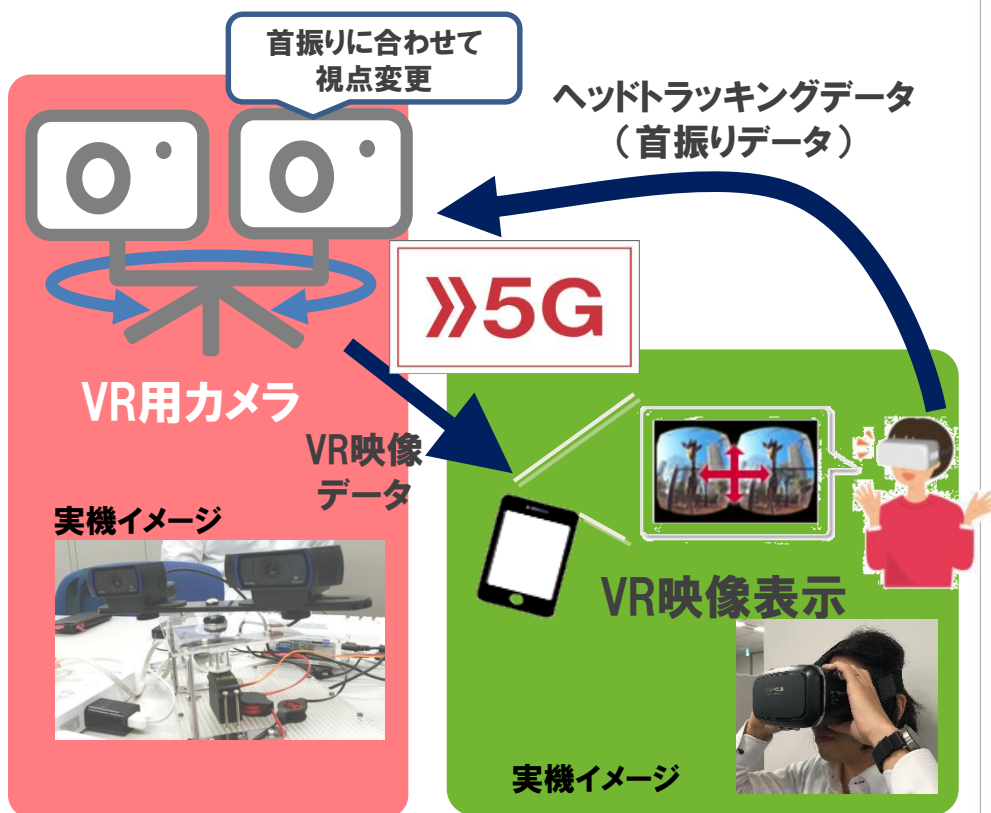 首振りに合わせて
視点変更
ヘッドトラッキングデータ
（首振りデータ）
»5G
VR用カメラ
VR映像
データ
実機イメージ
VR映像表示
実機イメージ